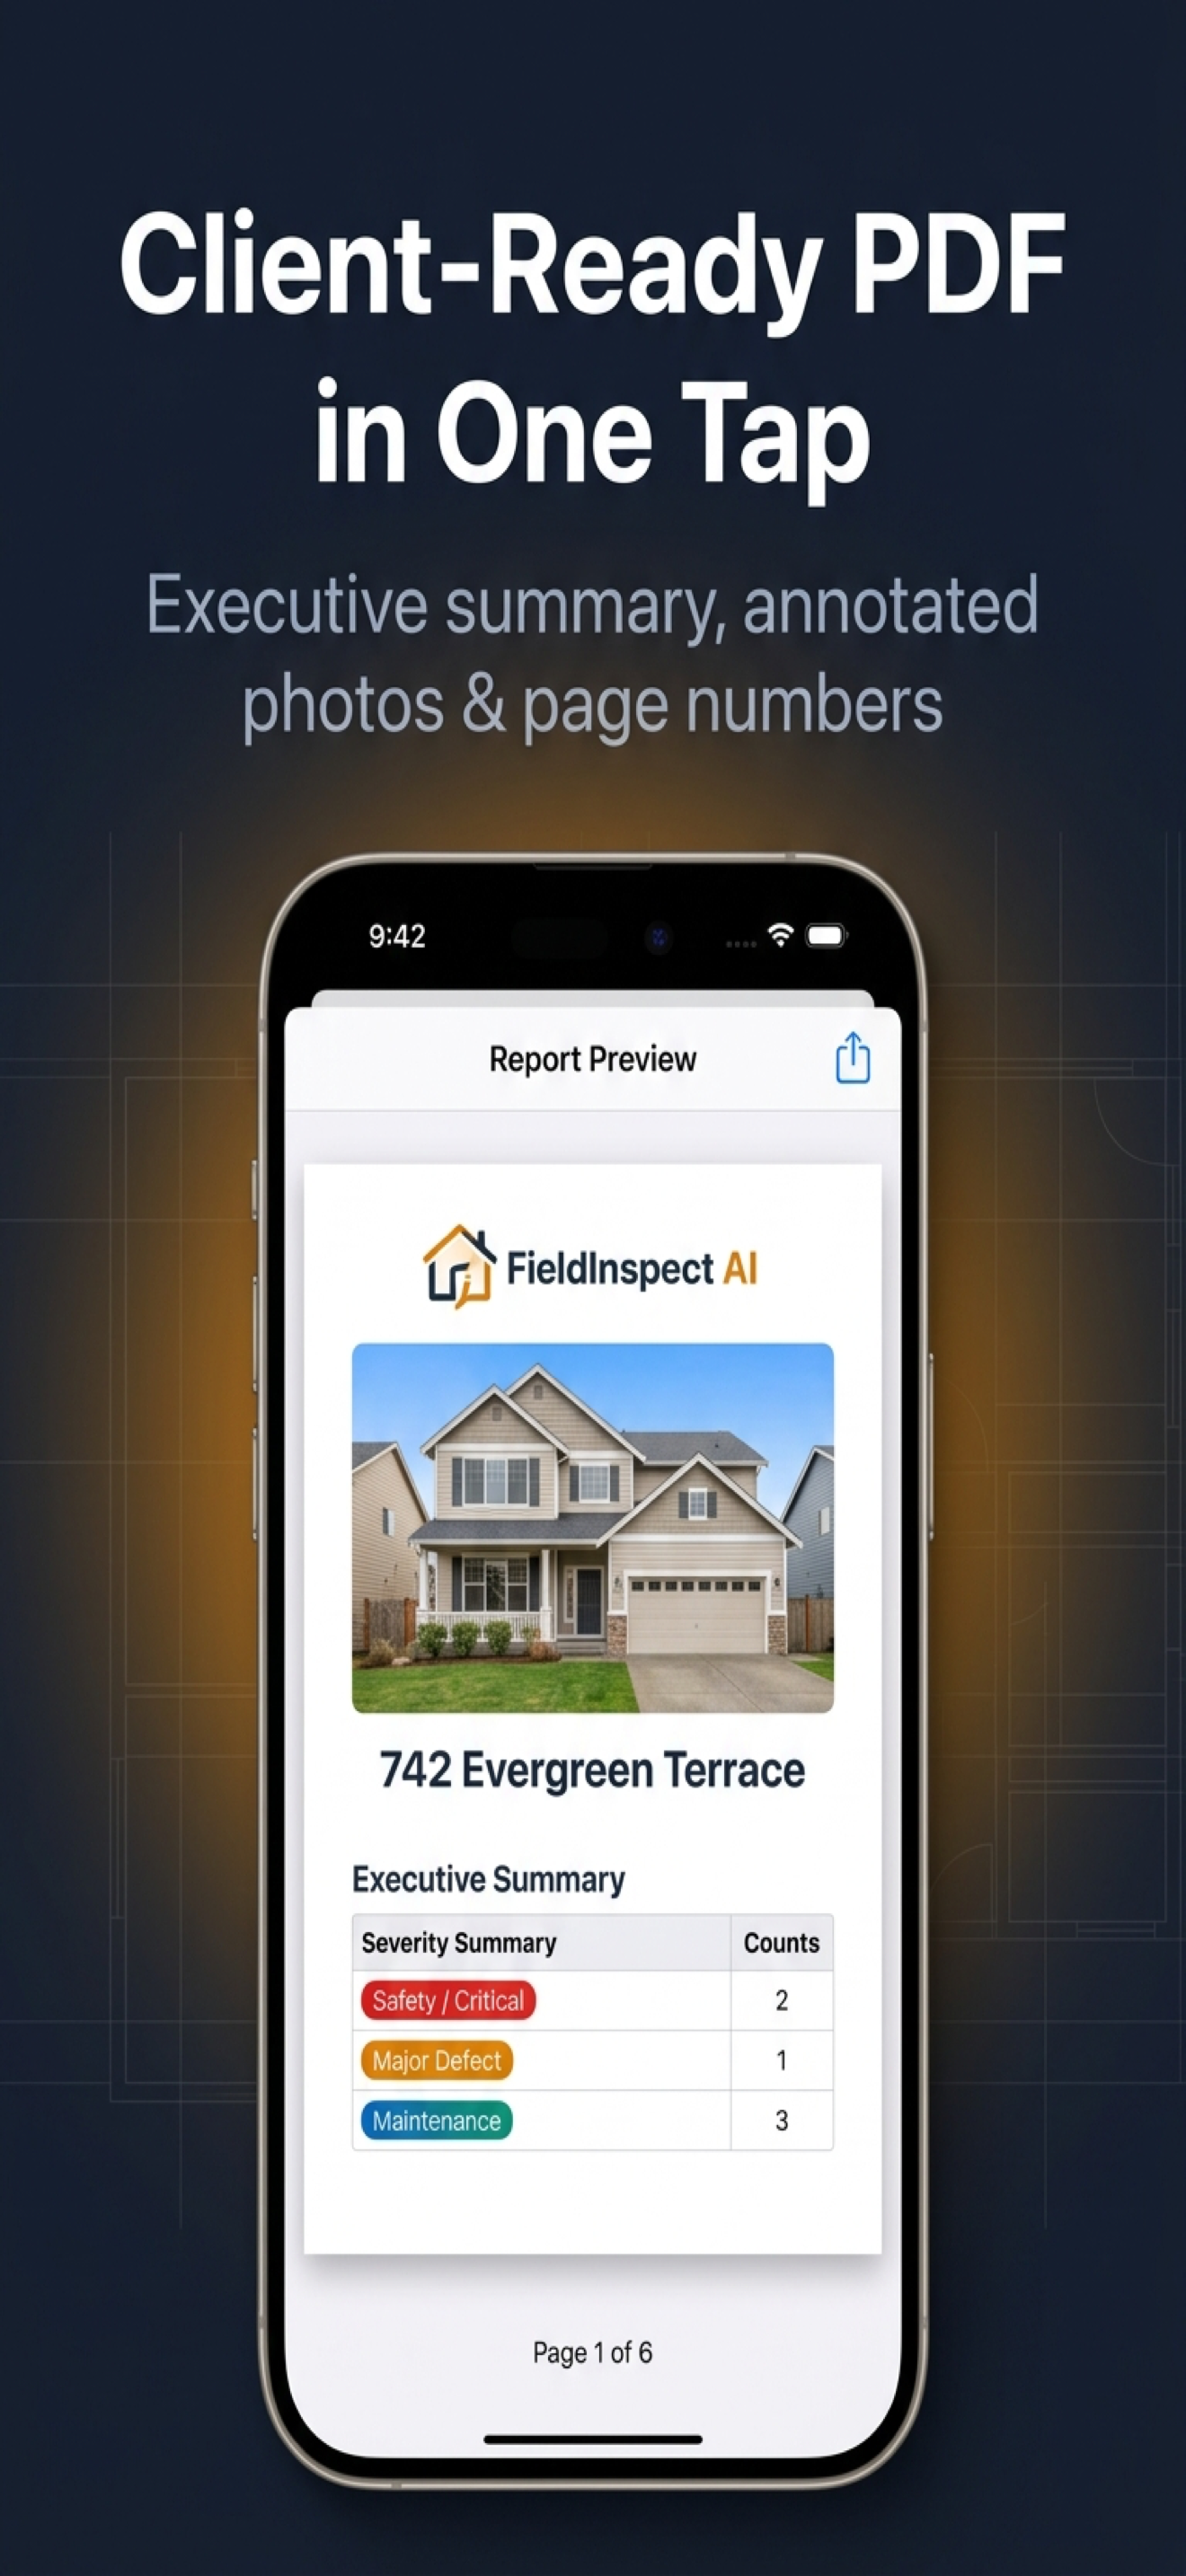 Client-Ready PDF
in One Tap
Executive summary, annotated
photos & page numbers
9:42
Report Preview
FieldInspect AI
742 Evergreen Terrace
Executive Summary
Severity Summary Counts
Safety / Critical 2
Major Defect 1
Maintenance 3
Page 1 of 6